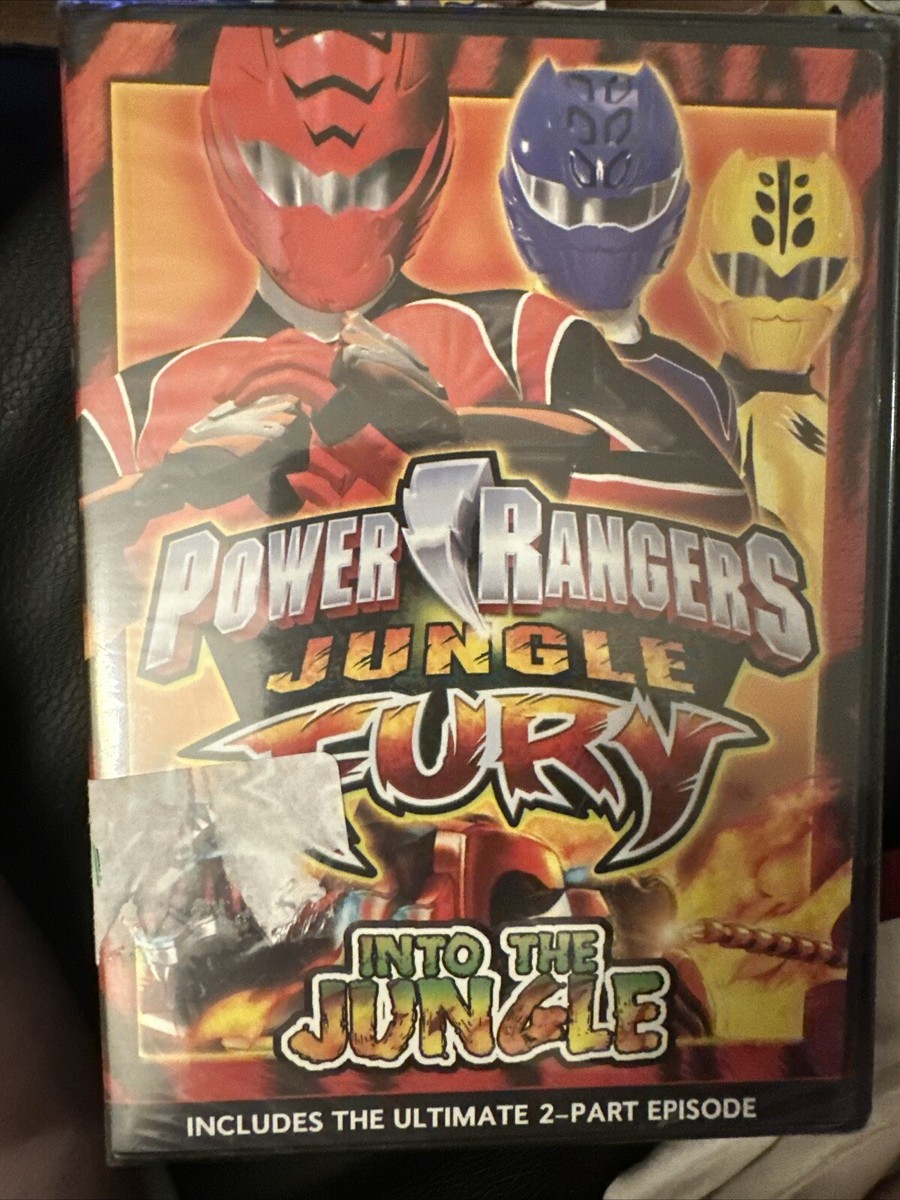 POWER RANGERS
JUNGLE
FURY
INTO THE
JUNGLE
INCLUDES THE ULTIMATE 2-PART EPISODE